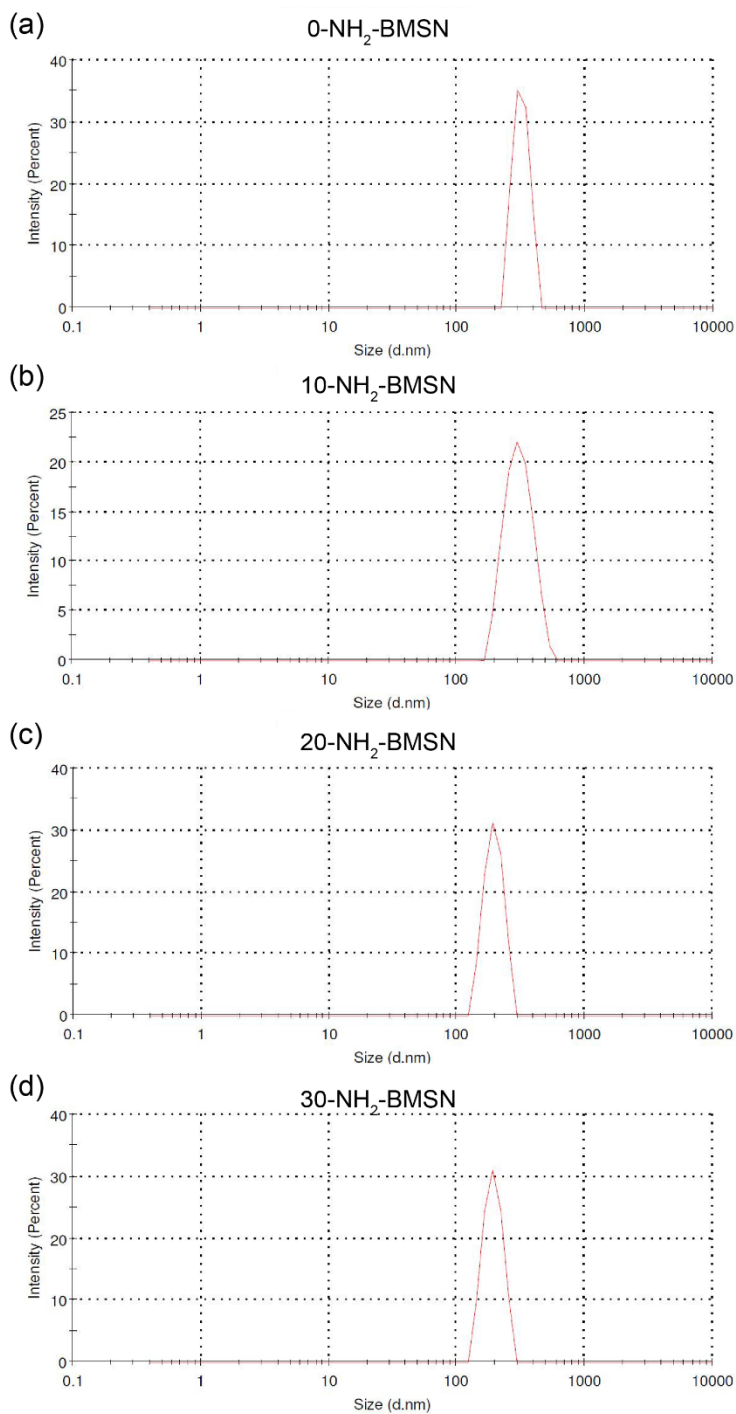 (a)
0-NH₂-BMSN
40
30
20
10
0
Intensity (Percent)
0.1 1 10 100 1000 10000
Size (d.nm)
(b)
10-NH₂-BMSN
25
20
15
10
5
0
Intensity (Percent)
0.1 1 10 100 1000 10000
Size (d.nm)
(c)
20-NH₂-BMSN
40
30
20
10
0
Intensity (Percent)
0.1 1 10 100 1000 10000
Size (d.nm)
(d)
30-NH₂-BMSN
40
30
20
10
0
Intensity (Percent)
0.1 1 10 100 1000 10000
Size (d.nm)